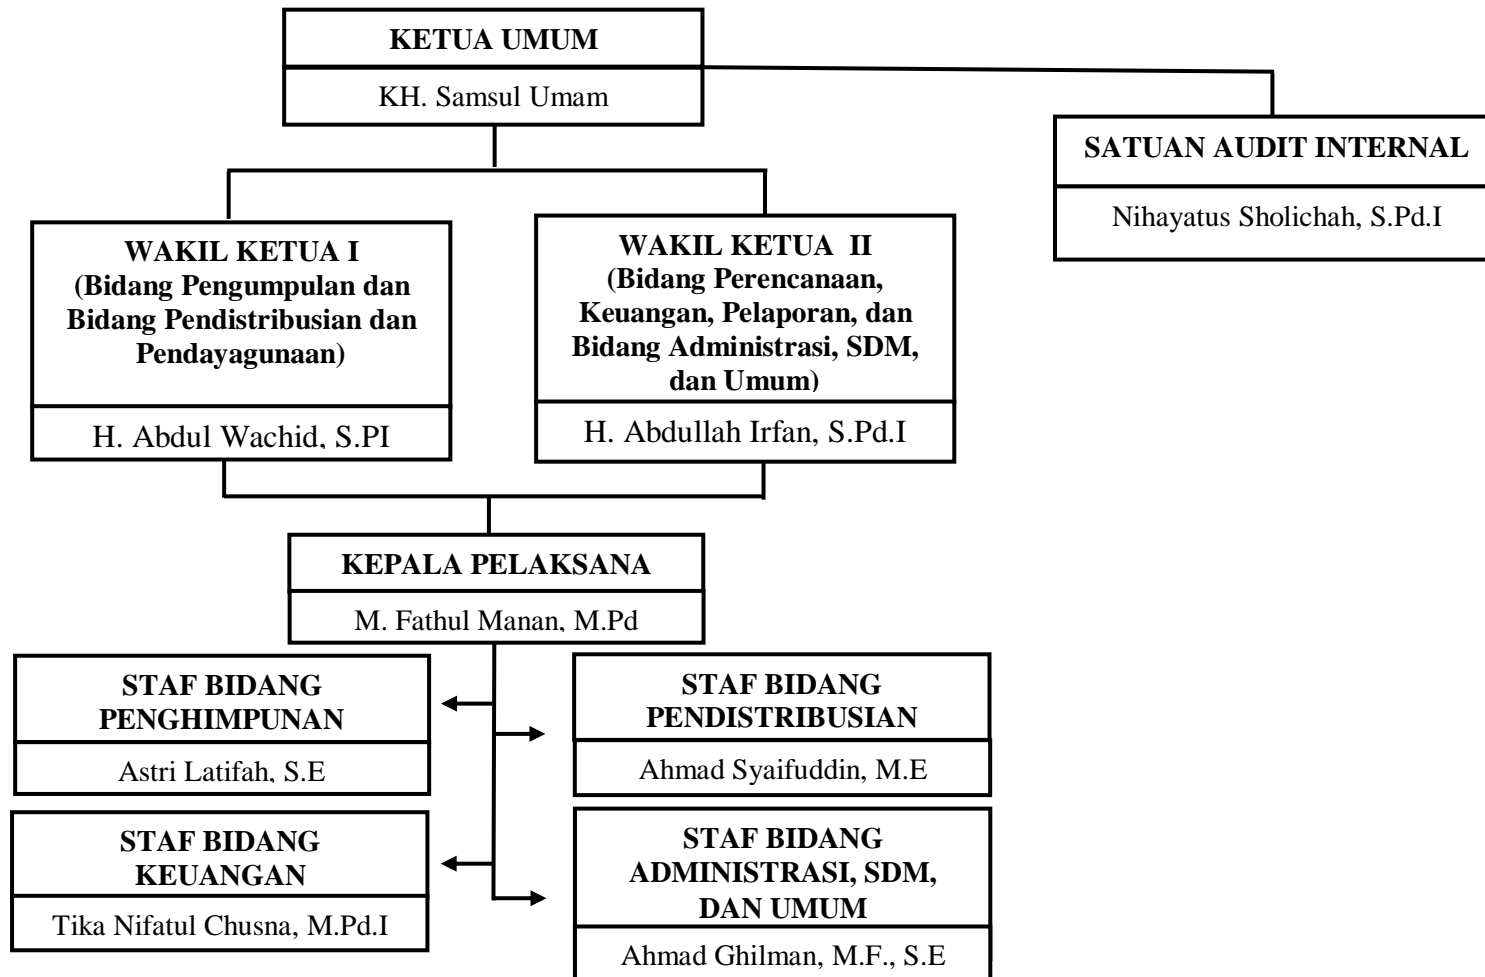 KETUA UMUM
KH. Samsul Umam
SATUAN AUDIT INTERNAL
Nihayatus Sholichah, S.Pd.I
WAKIL KETUA I
(Bidang Pengumpulan dan
Bidang Pendistribusian dan
Pendayagunaan)
H. Abdul Wachid, S.PI
WAKIL KETUA II
(Bidang Perencanaan,
Keuangan, Pelaporan, dan
Bidang Administrasi, SDM,
dan Umum)
H. Abdullah Irfan, S.Pd.I
KEPALA PELAKSANA
M. Fathul Manan, M.Pd
STAF BIDANG
PENGHIMPUNAN
Astri Latifah, S.E
STAF BIDANG
PENDISTRIBUSIAN
Ahmad Syaifuddin, M.E
STAF BIDANG
KEUANGAN
Tika Nifatul Chusna, M.Pd.I
STAF BIDANG
ADMINISTRASI, SDM,
DAN UMUM
Ahmad Ghilman, M.F., S.E